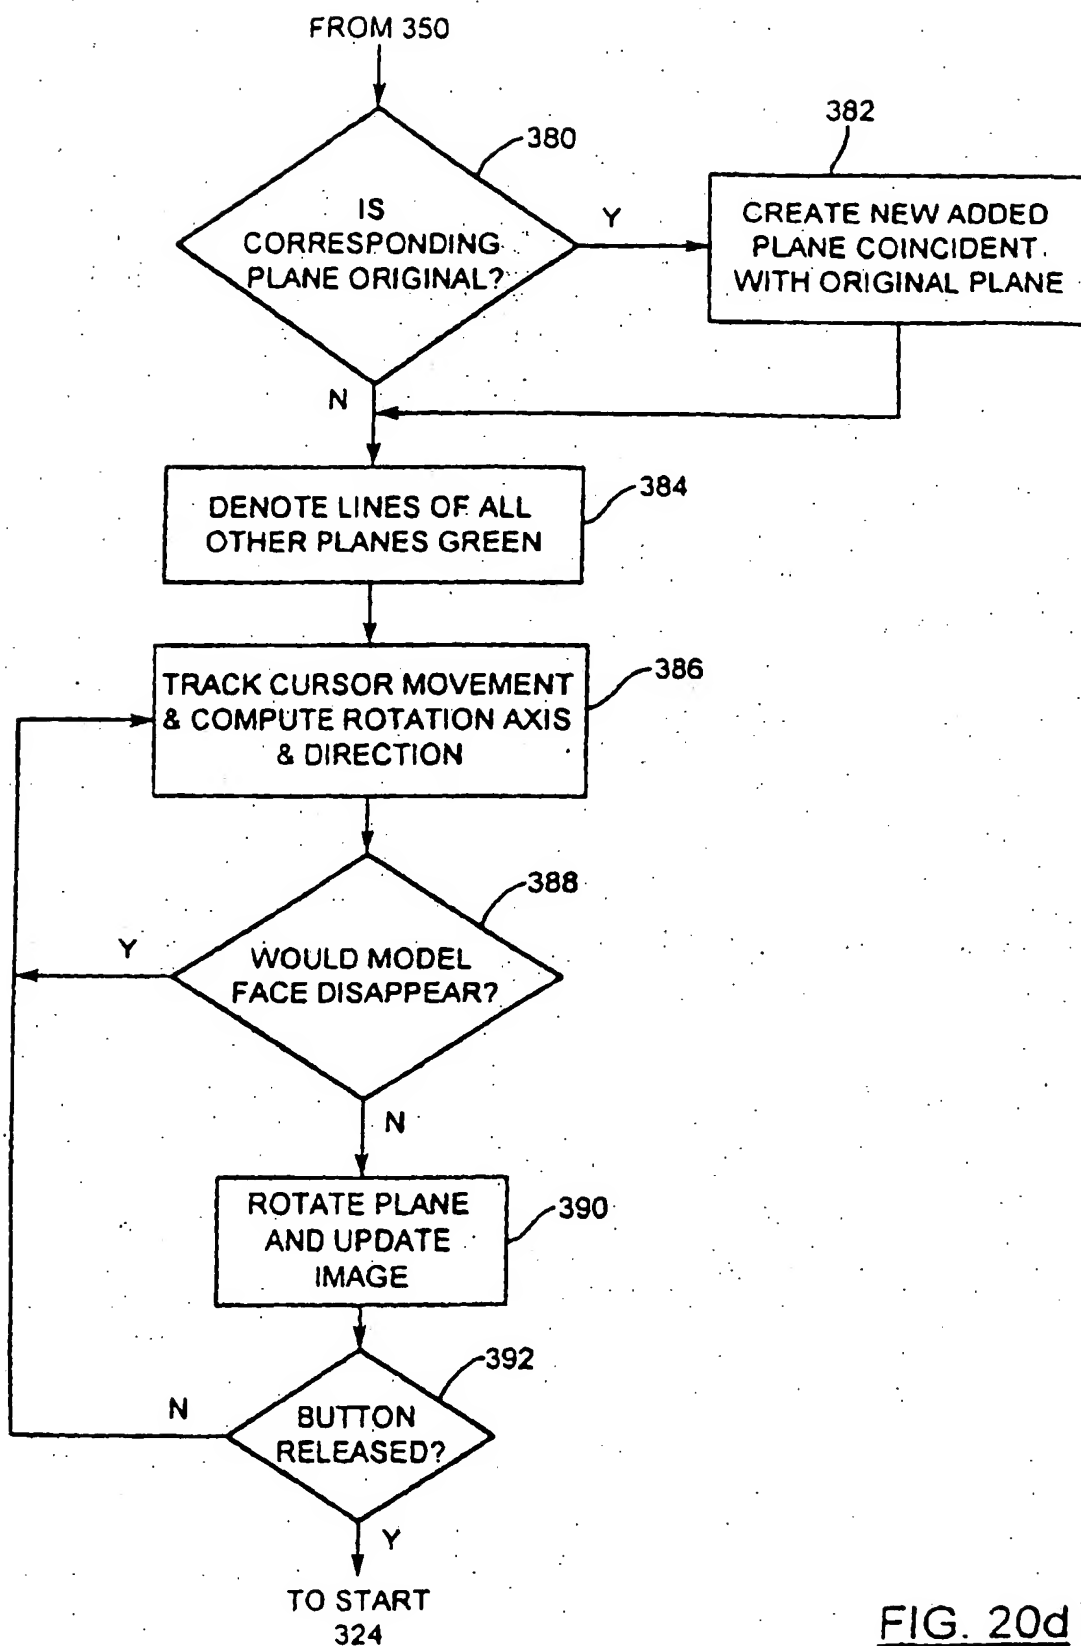 FROM 350
380
IS
CORRESPONDING
PLANE ORIGINAL?
Y
382
CREATE NEW ADDED
PLANE COINCIDENT
WITH ORIGINAL PLANE
N
DENOTE LINES OF ALL
OTHER PLANES GREEN
384
TRACK CURSOR MOVEMENT
& COMPUTE ROTATION AXIS
& DIRECTION
386
388
Y
WOULD MODEL
FACE DISAPPEAR?
N
ROTATE PLANE
AND UPDATE
IMAGE
390
392
N
BUTTON
RELEASED?
Y
TO START
324
FIG. 20d